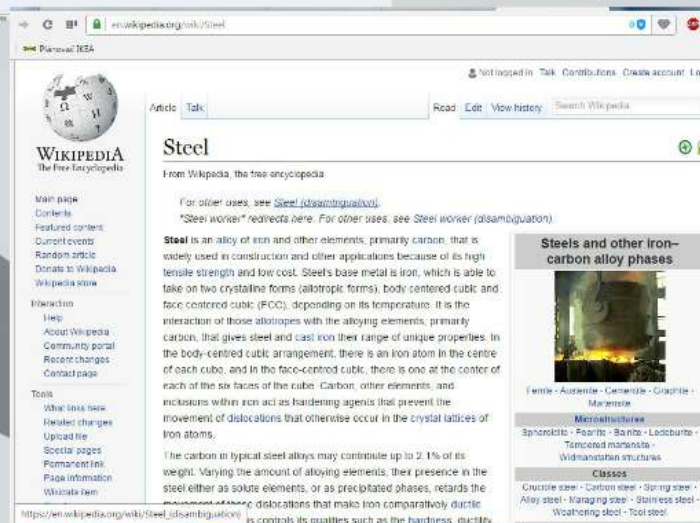 en.wikipedia.org/wiki/Steel
Plánovač IKEA
Not logged in Talk Contributions Create account Lo
Article Talk
Read Edit View history Search Wikipedia
WIKIPEDIA
The Free Encyclopedia
Main page
Contents
Featured content
Current events
Random article
Donate to Wikipedia
Wikipedia store
Interaction
Help
About Wikipedia
Community portal
Recent changes
Contact page
Tools
What links here
Related changes
Upload file
Special pages
Permanent link
Page information
Wikidata item
https://en.wikipedia.org/wiki/Steel_(disambiguation)
Steel
From Wikipedia, the free encyclopedia
For other uses, see Steel (disambiguation).
"Steel worker" redirects here. For other uses, see Steel worker (disambiguation).
Steel is an alloy of iron and other elements, primarily carbon, that is
widely used in construction and other applications because of its high
tensile strength and low cost. Steel's base metal is iron, which is able to
take on two crystalline forms (allotropic forms), body centered cubic and
face centered cubic (FCC), depending on its temperature. It is the
interaction of those allotropes with the alloying elements, primarily
carbon, that gives steel and cast iron their range of unique properties. In
the body-centred cubic arrangement, there is an iron atom in the centre
of each cube, and in the face-centred cubic, there is one at the center of
each of the six faces of the cube. Carbon, other elements, and
inclusions within iron act as hardening agents that prevent the
movement of dislocations that otherwise occur in the crystal lattices of
iron atoms.
The carbon in typical steel alloys may contribute up to 2.1% of its
weight. Varying the amount of alloying elements, their presence in the
steel either as solute elements, or as precipitated phases, retards the
movement of those dislocations that make iron comparatively ductile
controls its qualities such as the hardness, ductility
Steels and other iron–
carbon alloy phases
Ferrite · Austenite · Cementite · Graphite ·
Martensite
Microstructures
Spheroidite · Pearlite · Bainite · Ledeburite ·
Tempered martensite ·
Widmanstatten structures
Classes
Crucible steel · Carbon steel · Spring steel ·
Alloy steel · Maraging steel · Stainless steel ·
Weathering steel · Tool steel